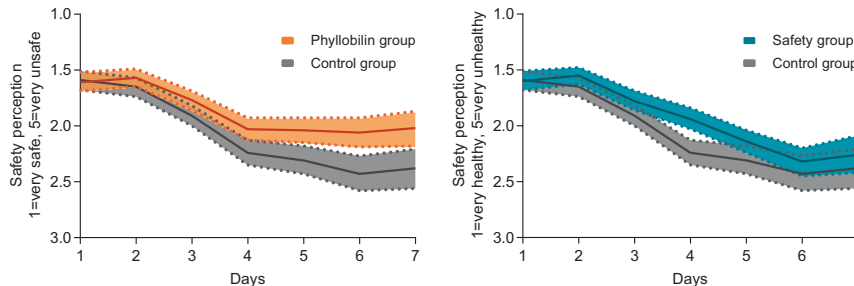 Safety perception
1=very safe, 5=very unsafe
1.0
1.5
2.0
2.5
3.0
Phyllobilin group
Control group
1 2 3 4 5 6 7
Days
Safety perception
1=very healthy, 5=very unhealthy
1.0
1.5
2.0
2.5
3.0
Safety group
Control group
1 2 3 4 5 6
Days